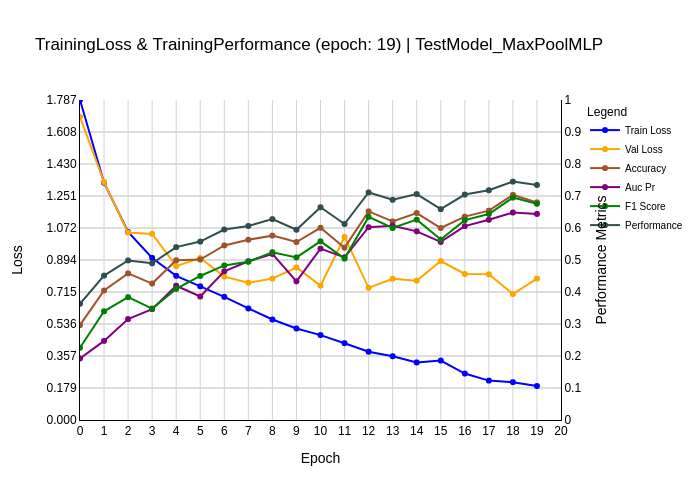 TrainingLoss & TrainingPerformance (epoch: 19) | TestModel_MaxPoolMLP
Legend
Train Loss
Val Loss
Accuracy
Auc Pr
F1 Score
Performance
Loss
1.787
1.608
1.430
1.251
1.072
0.894
0.715
0.536
0.357
0.179
0.000
1
0.9
0.8
0.7
0.6
0.5
0.4
0.3
0.2
0.1
0
Performance Metrics
0 1 2 3 4 5 6 7 8 9 10 11 12 13 14 15 16 17 18 19 20
Epoch